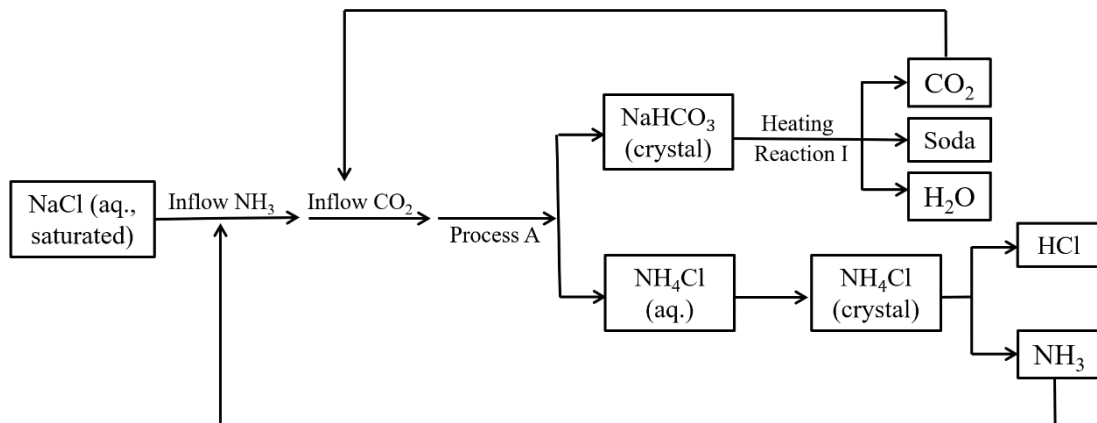 CO₂
NaHCO₃
(crystal)
Heating
Reaction I
Soda
H₂O
NaCl (aq.,
saturated)
Inflow NH₃
Inflow CO₂
Process A
NH₄Cl
(aq.)
NH₄Cl
(crystal)
HCl
NH₃